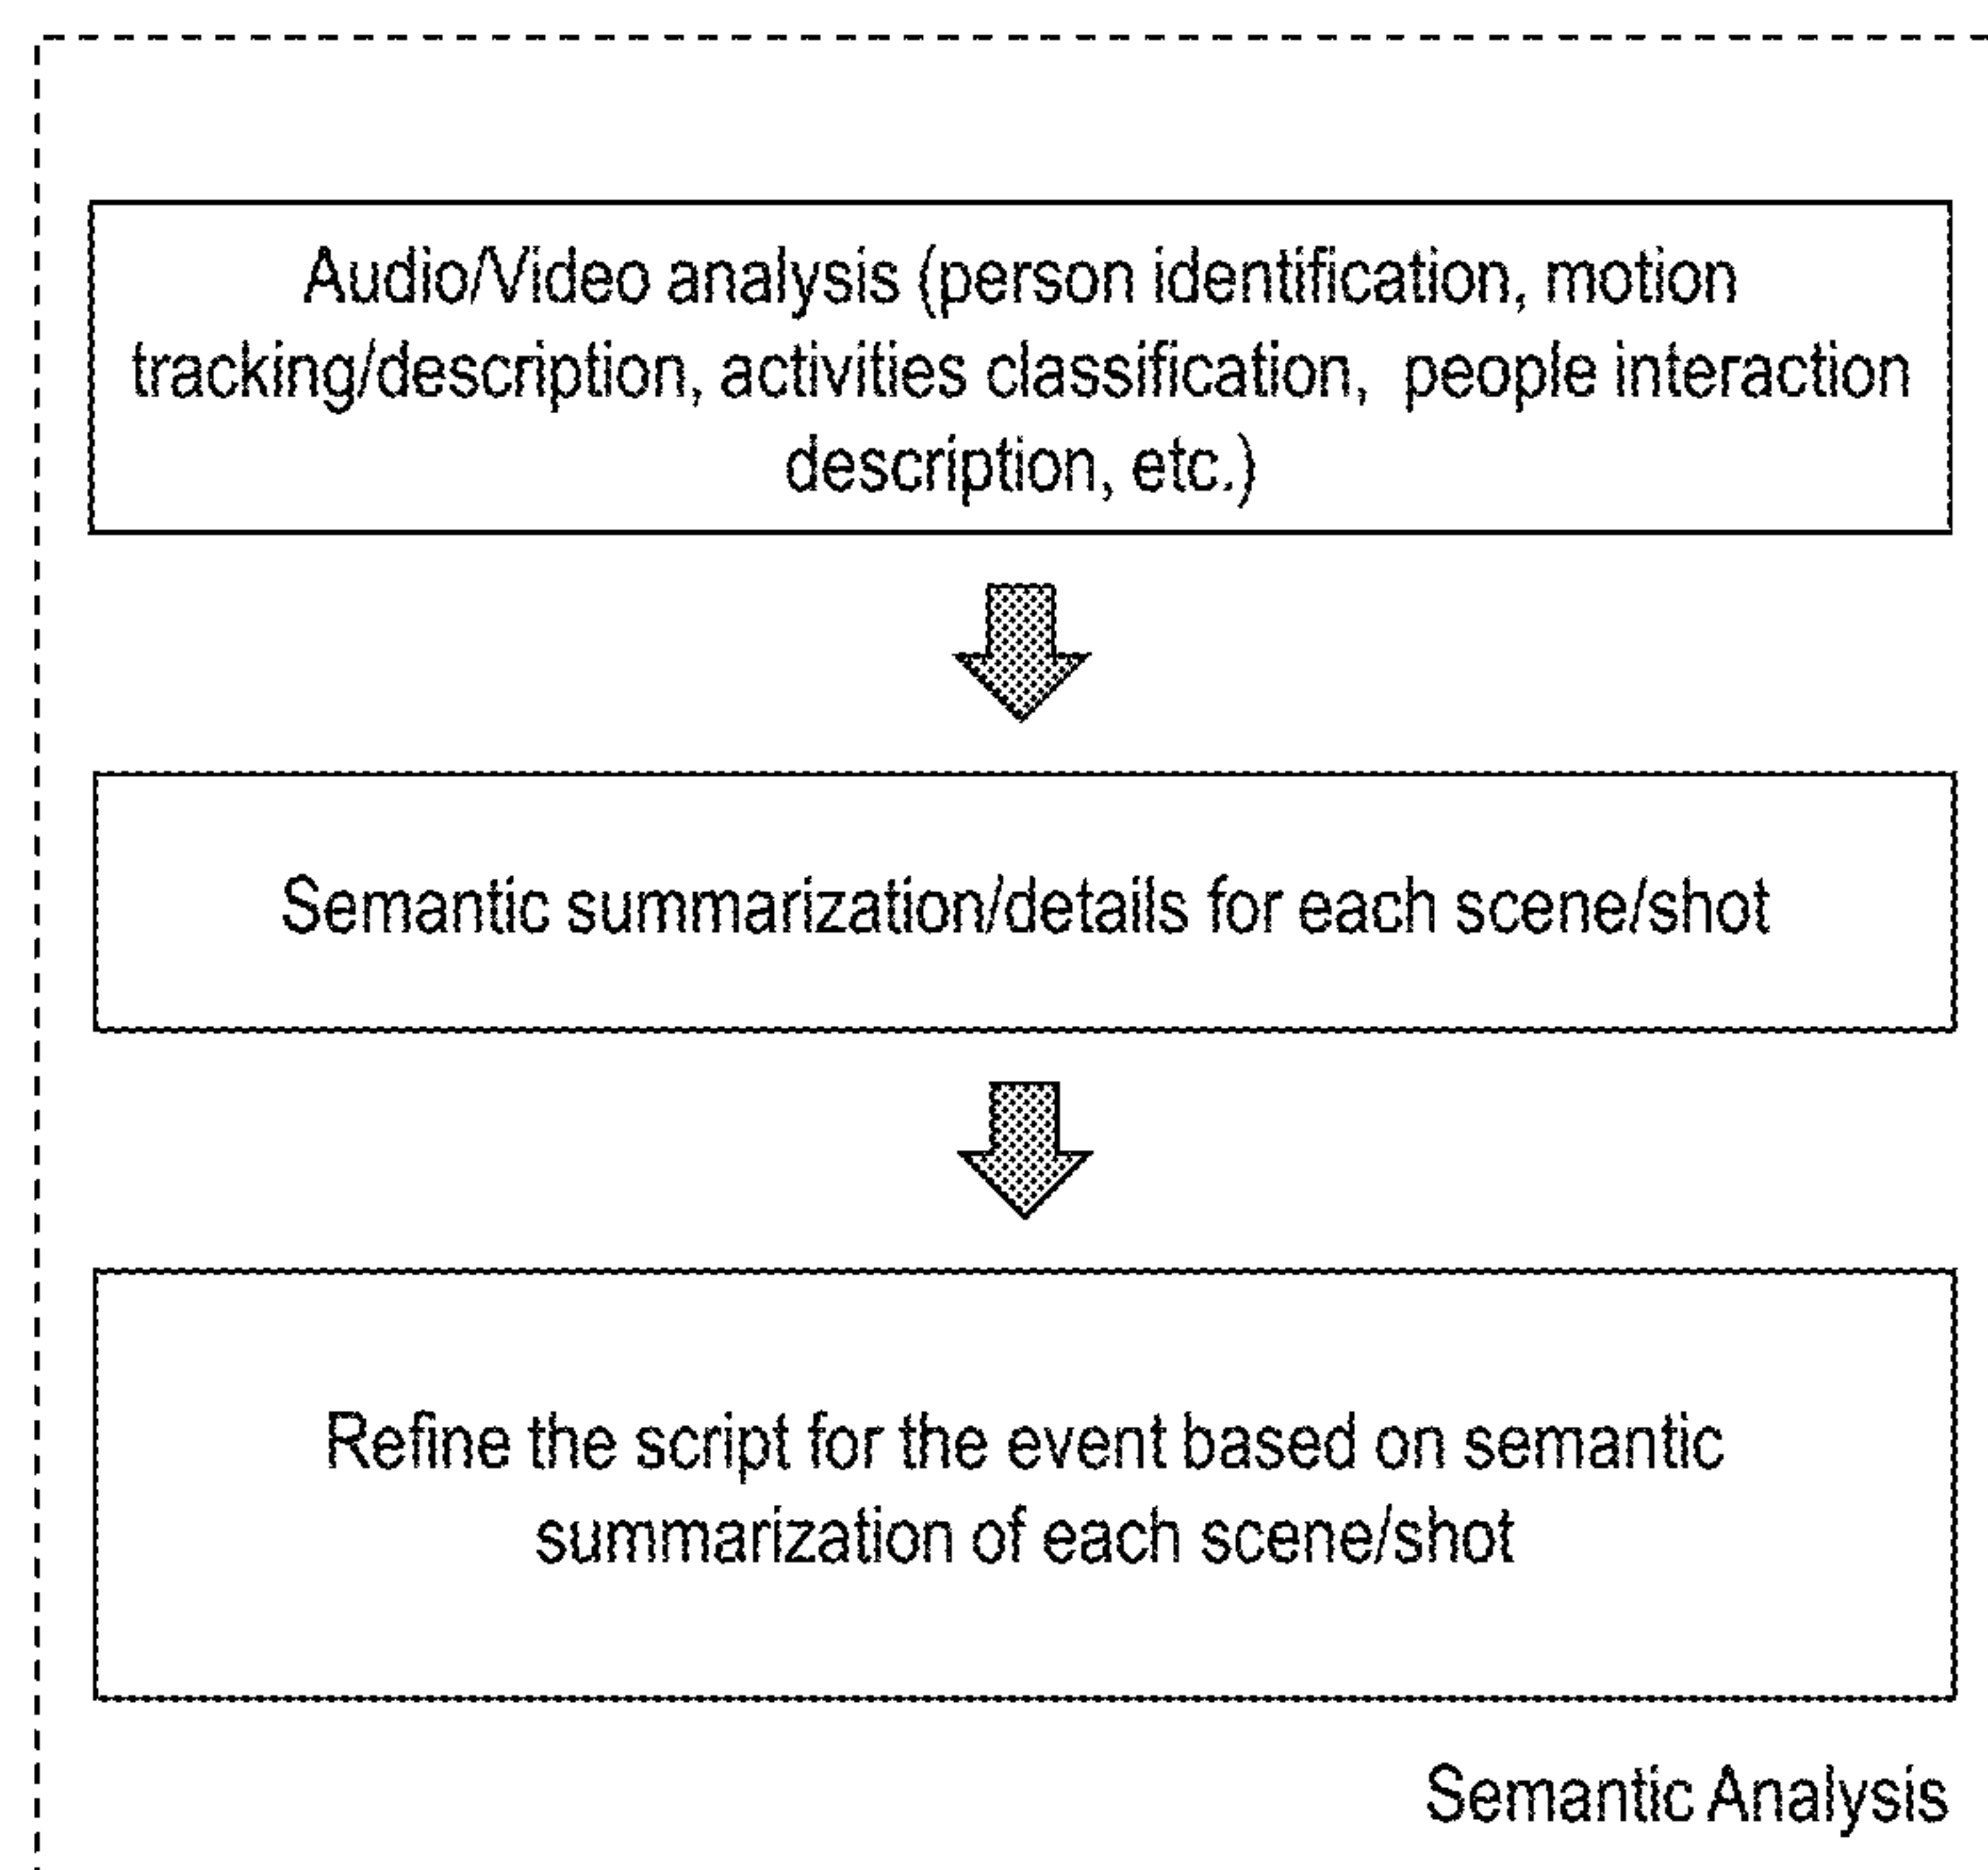 Audio/Video analysis (person identification, motion
tracking/description, activities classification, people interaction
description, etc.)
Semantic summarization/details for each scene/shot
Refine the script for the event based on semantic
summarization of each scene/shot
Semantic Analysis